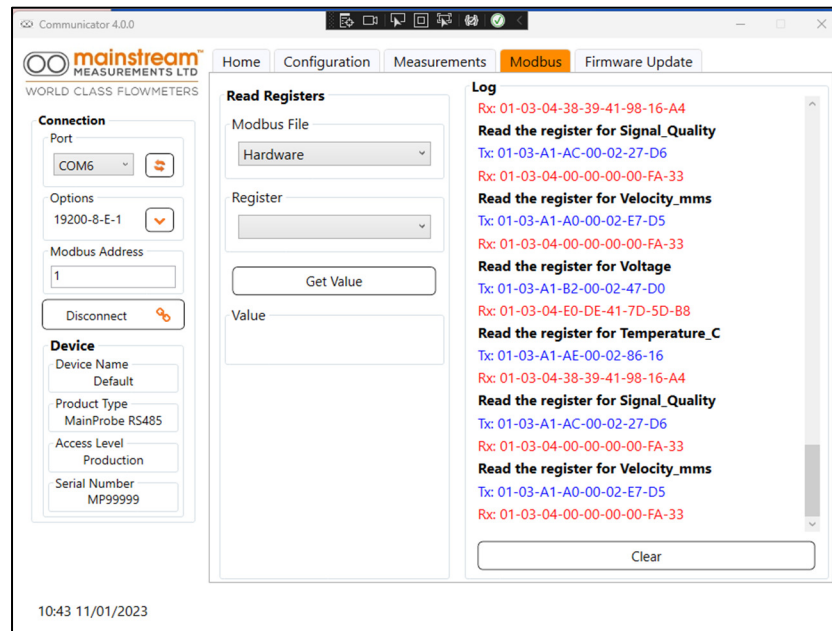 Communicator 4.0.0
mainstream™
MEASUREMENTS LTD
WORLD CLASS FLOWMETERS
Connection
Port
COM6
Options
19200-8-E-1
Modbus Address
1
Disconnect
Device
Device Name
Default
Product Type
MainProbe RS485
Access Level
Production
Serial Number
MP99999
10:43 11/01/2023
Home Configuration Measurements Modbus Firmware Update
Read Registers
Modbus File
Hardware
Register
Get Value
Value
Log
Rx: 01-03-04-38-39-41-98-16-A4
Read the register for Signal_Quality
Tx: 01-03-A1-AC-00-02-27-D6
Rx: 01-03-04-00-00-00-00-FA-33
Read the register for Velocity_mms
Tx: 01-03-A1-A0-00-02-E7-D5
Rx: 01-03-04-00-00-00-00-FA-33
Read the register for Voltage
Tx: 01-03-A1-B2-00-02-47-D0
Rx: 01-03-04-E0-DE-41-7D-5D-B8
Read the register for Temperature_C
Tx: 01-03-A1-AE-00-02-86-16
Rx: 01-03-04-38-39-41-98-16-A4
Read the register for Signal_Quality
Tx: 01-03-A1-AC-00-02-27-D6
Rx: 01-03-04-00-00-00-00-FA-33
Read the register for Velocity_mms
Tx: 01-03-A1-A0-00-02-E7-D5
Rx: 01-03-04-00-00-00-00-FA-33
Clear